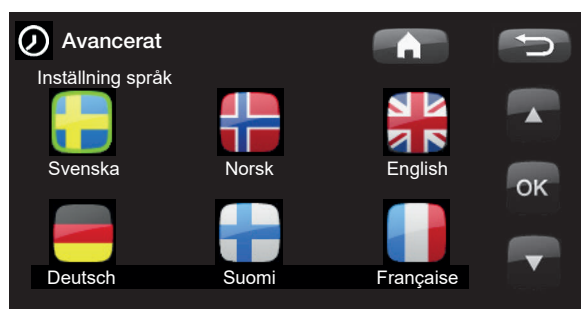 Avancerat
Inställning språk
Svenska Norsk English
OK
Deutsch Suomi Française